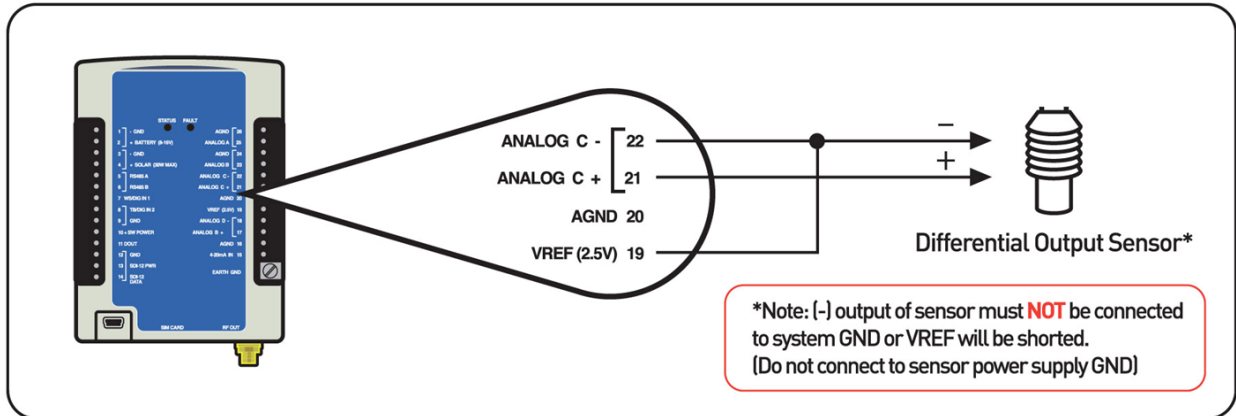 STATUS FAULT
1 - GND
2 + BATTERY (8-16V)
3 - GND
4 + SOLAR (30W MAX)
5 RS485 A
6 RS485 B
7 WS/DIG IN 1
8 TB/DIG IN 2
9 GND
10 + SW POWER
11 DOUT
12 GND
13 SDI-12 PWR
14 SDI-12
DATA
AGND 26
ANALOG A 25
AGND 24
ANALOG B 23
ANALOG C - 22
ANALOG C + 21
AGND 20
VREF (2.5V) 19
ANALOG D - 18
17
AGND 16
4-20mA IN 15
EARTH GND
SIM CARD RF OUT
ANALOG C - 22
ANALOG C + 21
AGND 20
VREF (2.5V) 19
–
+
Differential Output Sensor*
*Note: (-) output of sensor must NOT be connected
to system GND or VREF will be shorted.
(Do not connect to sensor power supply GND)